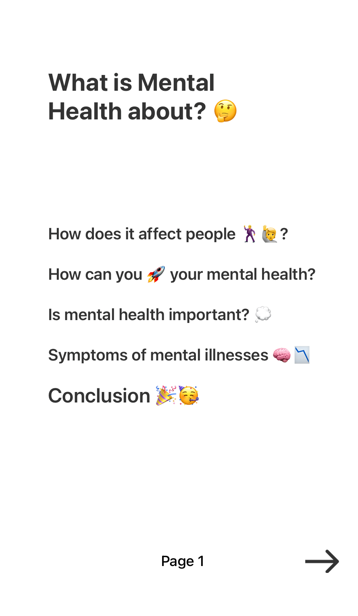 What is Mental
Health about? 🤔
How does it affect people 🕺🙋?
How can you 🚀 your mental health?
Is mental health important? 💭
Symptoms of mental illnesses 🧠📉
Conclusion 🎉🥳
Page 1